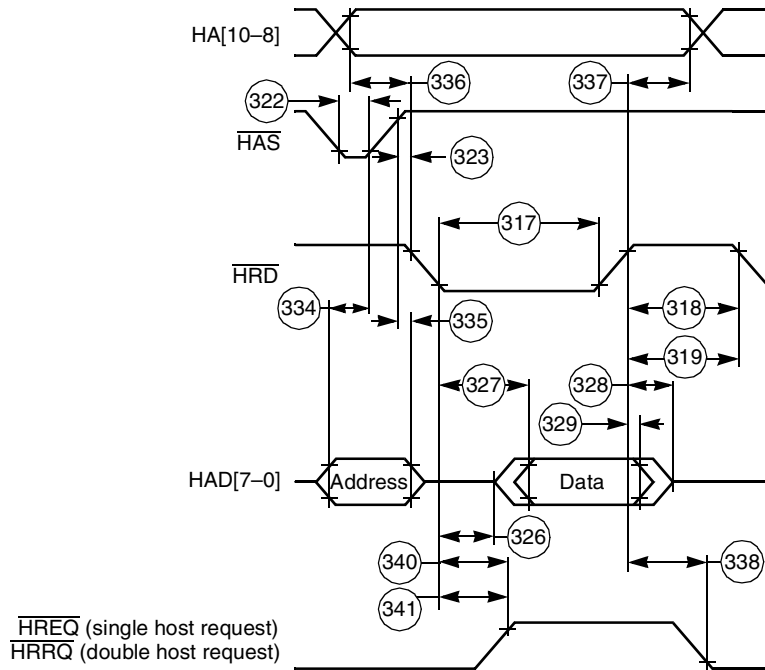 HA[10–8]
336
337
322
HAS
323
317
HRD
334
335
318
319
327
328
329
HAD[7–0]
Address
Data
326
340
338
341
HREQ (single host request)
HRRQ (double host request)